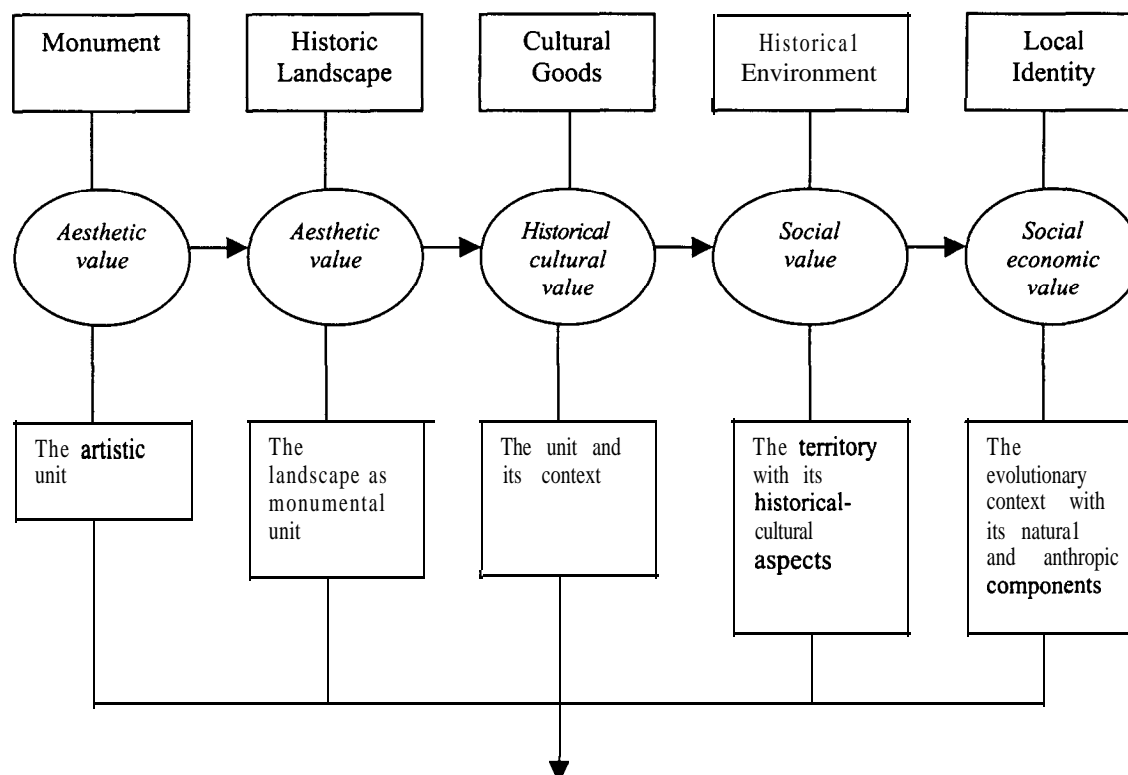 Monument
Historic
Landscape
Cultural
Goods
Historical
Environment
Local
Identity
Aesthetic
value
Aesthetic
value
Historical
cultural
value
Social
value
Social
economic
value
The artistic
unit
The
landscape as
monumental
unit
The unit and
its context
The territory
with its
historical-
cultural
aspects
The
evolutionary
context with
its natural
and anthropic
components